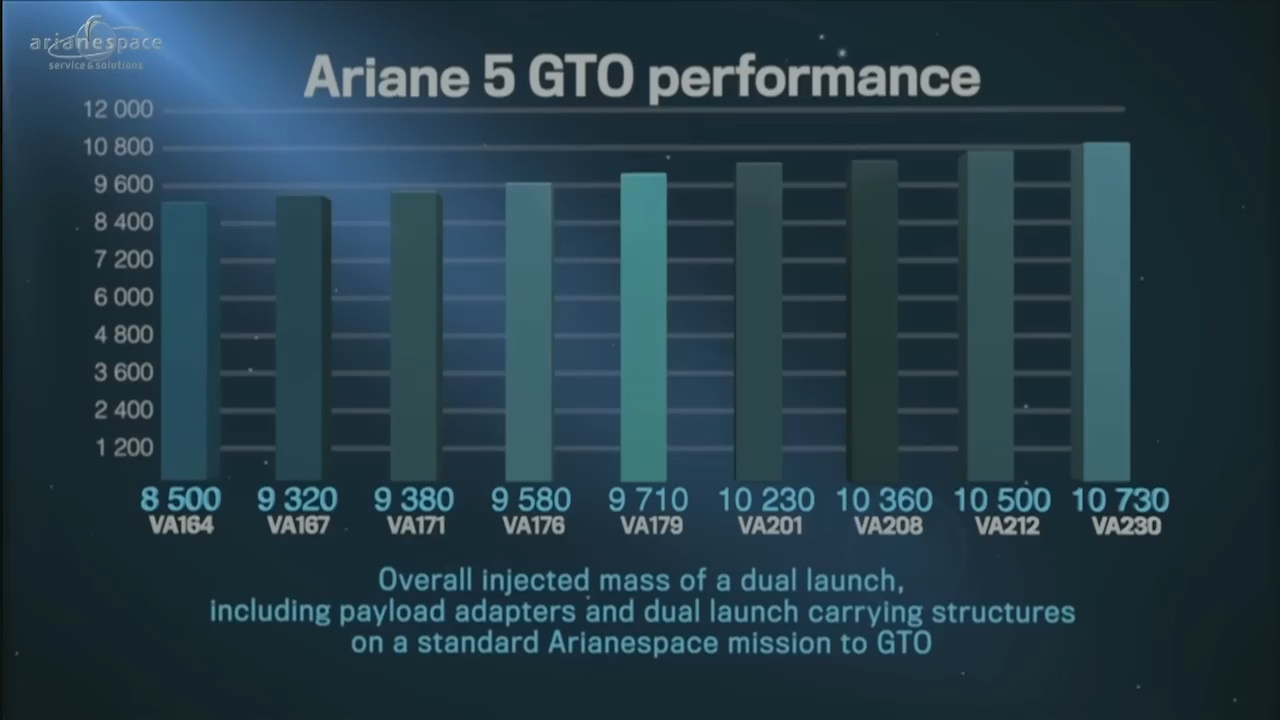 arianespace
service & solutions
Ariane 5 GTO performance
12 000
10 800
9 600
8 400
7 200
6 000
4 800
3 600
2 400
1 200
8 500 9 320 9 380 9 580 9 710 10 230 10 360 10 500 10 730
VA164 VA167 VA171 VA176 VA179 VA201 VA208 VA212 VA230
Overall injected mass of a dual launch,
including payload adapters and dual launch carrying structures
on a standard Arianespace mission to GTO